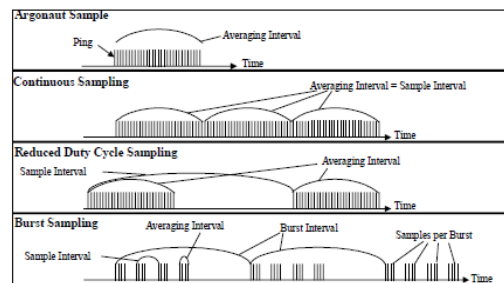 Argonaut Sample
Averaging Interval
Ping
Time
Continuous Sampling
Averaging Interval = Sample Interval
Time
Reduced Duty Cycle Sampling
Sample Interval
Averaging Interval
Time
Burst Sampling
Averaging Interval
Burst Interval
Samples per Burst
Sample Interval
Time